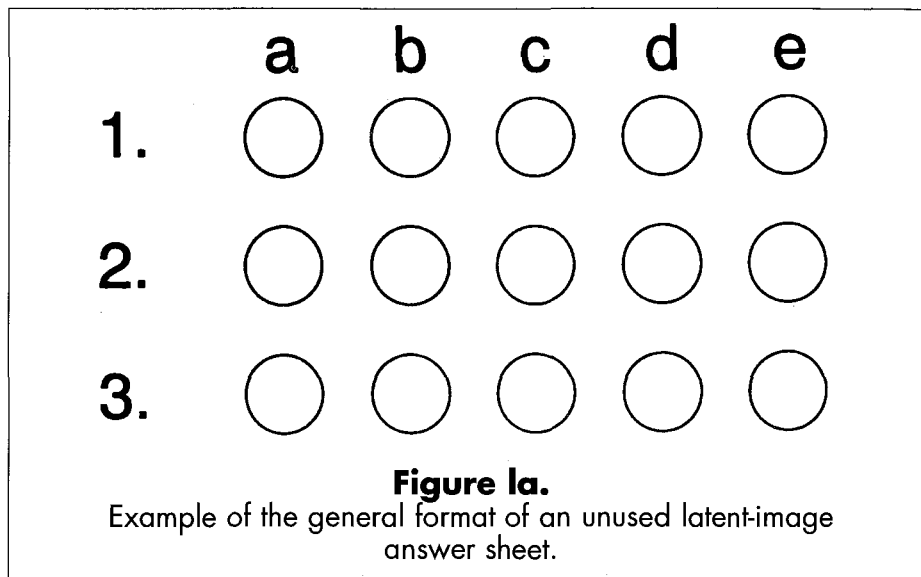 a b c d e
1.
2.
3.
Figure la.
Example of the general format of an unused latent-image
answer sheet.